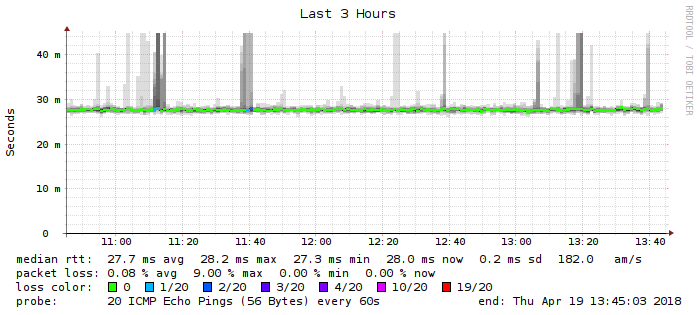 Last 3 Hours
RRDTOOL / TOBI OETIKER
Seconds
40 m
30 m
20 m
10 m
0
11:00 11:20 11:40 12:00 12:20 12:40 13:00 13:20 13:40
median rtt: 27.7 ms avg 28.2 ms max 27.3 ms min 28.0 ms now 0.2 ms sd 182.0 am/s
packet loss: 0.08 % avg 9.00 % max 0.00 % min 0.00 % now
loss color: 0 1/20 2/20 3/20 4/20 10/20 19/20
probe: 20 ICMP Echo Pings (56 Bytes) every 60s end: Thu Apr 19 13:45:03 2018